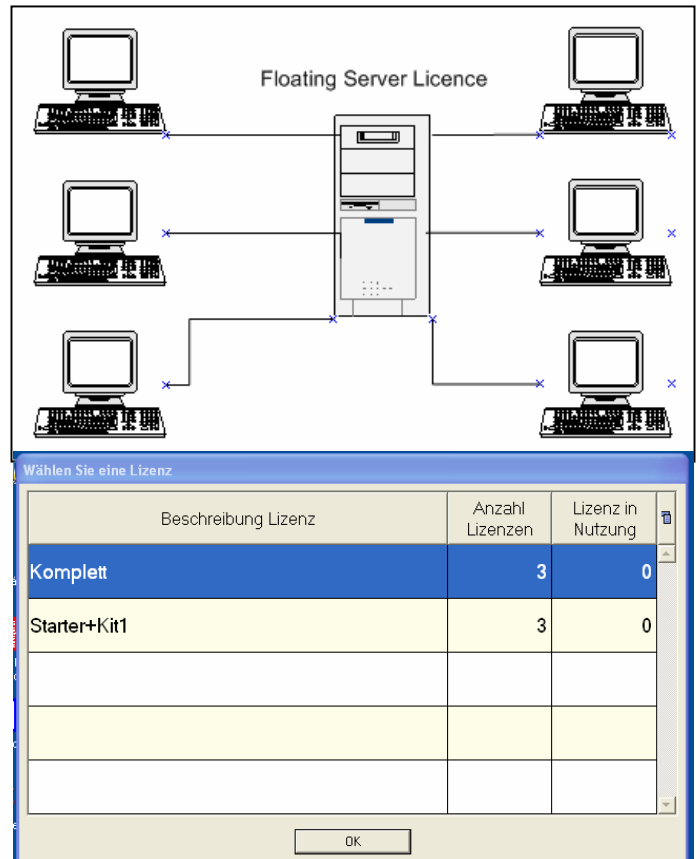 Floating Server Licence
Wählen Sie eine Lizenz
Beschreibung Lizenz
Anzahl
Lizenzen
Lizenz in
Nutzung
Komplett 3 0
Starter+Kit1 3 0
OK